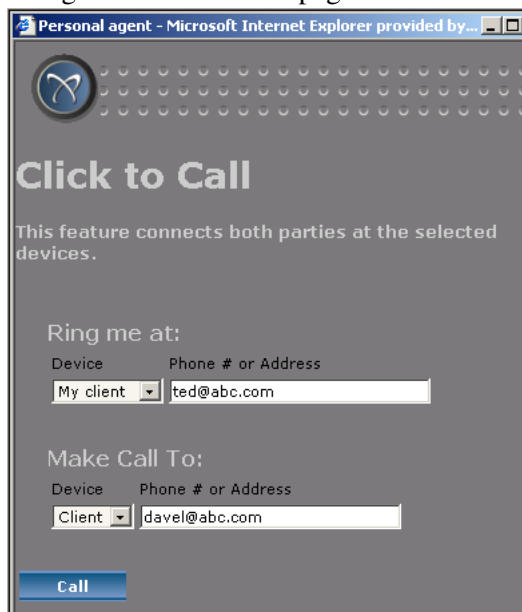 Personal agent - Microsoft Internet Explorer provided by...
Click to Call
This feature connects both parties at the selected
devices.
Ring me at:
Device Phone # or Address
My client ted@abc.com
Make Call To:
Device Phone # or Address
Client davel@abc.com
Call